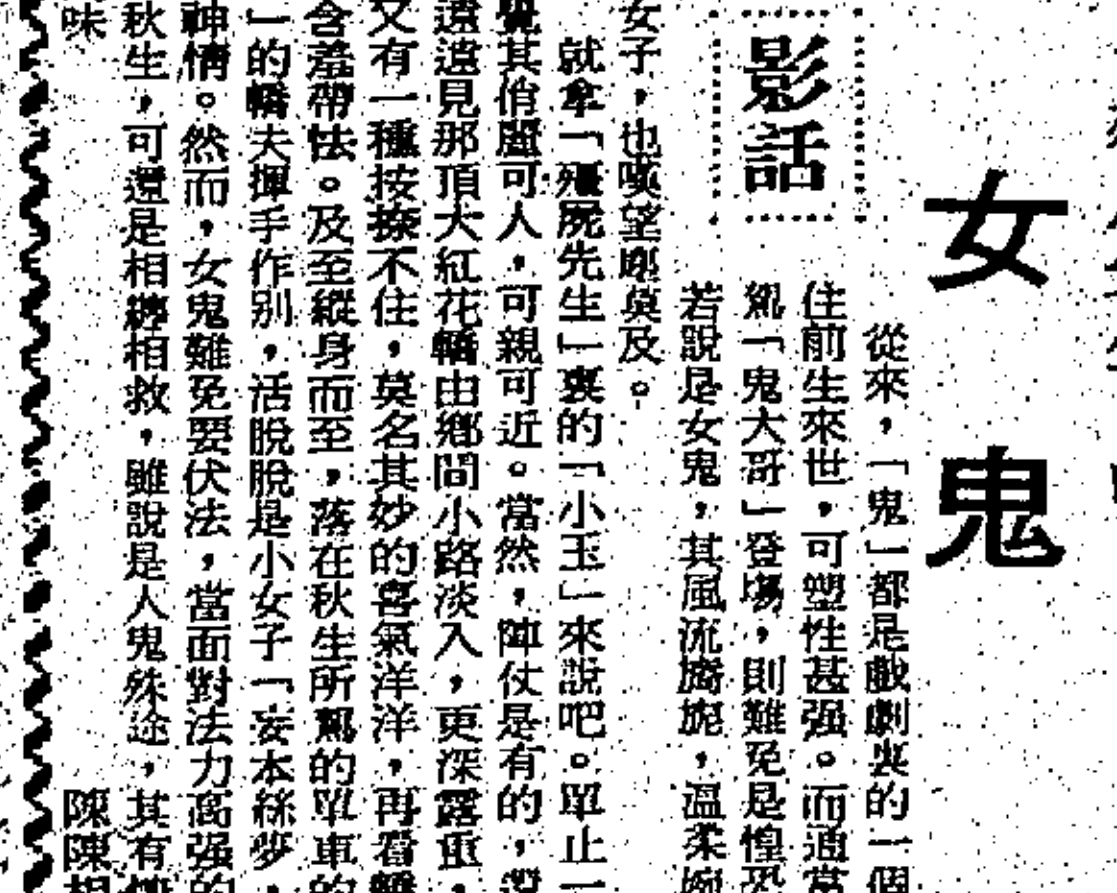 女鬼
影話
從來,「鬼」都是戲劇裏的一個
住前生來世,可塑性甚强。而通常
「鬼大哥」登場,則難免是惶恐
若說是女鬼,其風流旖旎,溫柔婉
女子,也嘆望塵莫及。
就拿「殭屍先生」裏的「小玉」來說吧。單止一
覺其俏麗可人,可親可近。當然,陣仗是有的,
遠遠見那頂大紅花轎由鄉間小路淡入,更深露重,
又有一種按捺不住,莫名其妙的喜氣洋洋,再看轎
含羞帶怯。及至縱身而至,落在秋生所駕的單車的
」的轎夫揮手作別,活脫脫是小女子「妾本絲蘿,
神情。然而,女鬼難免要伏法,當面對法力高强的
秋生,可還是相纏相救,雖說是人鬼殊途,其有
味 陳陳相